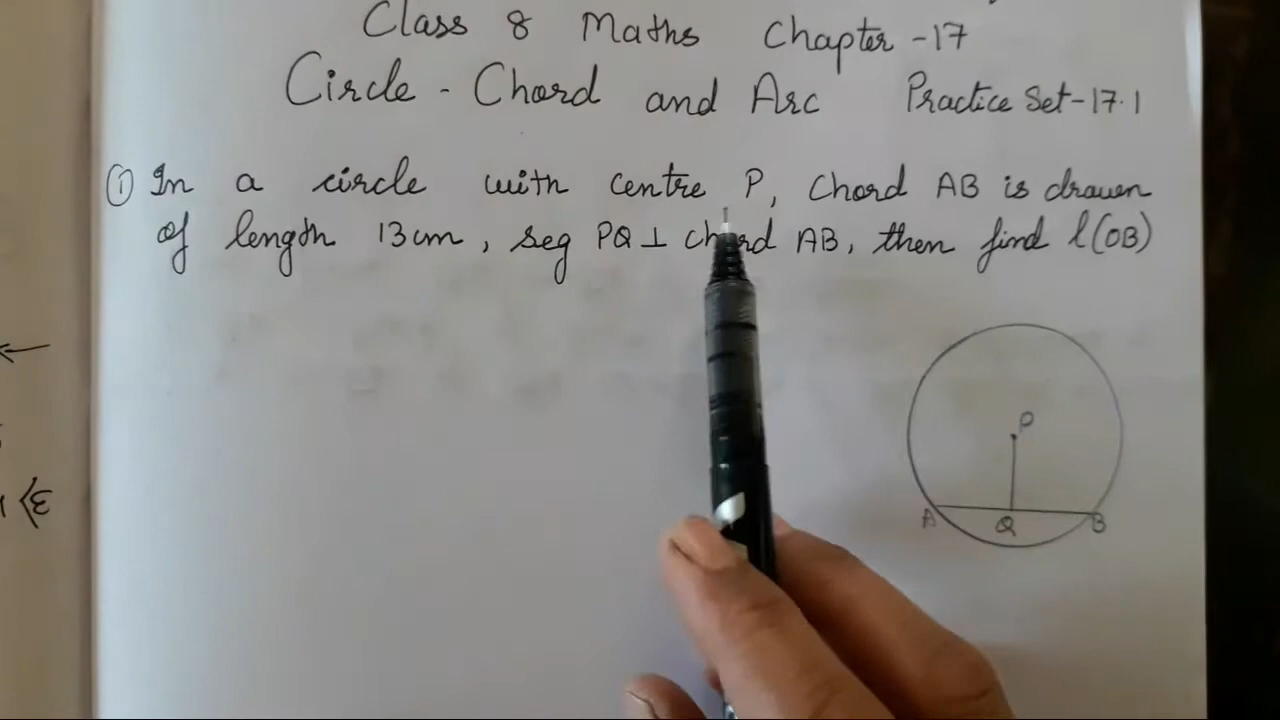 Class 8 Maths Chapter -17
Circle - Chord and Arc Practice Set-17.1
① In a circle with centre P, Chord AB is drawn
of length 13cm, seg PQ ⊥ chord AB, then find l(OB)
P
A Q B